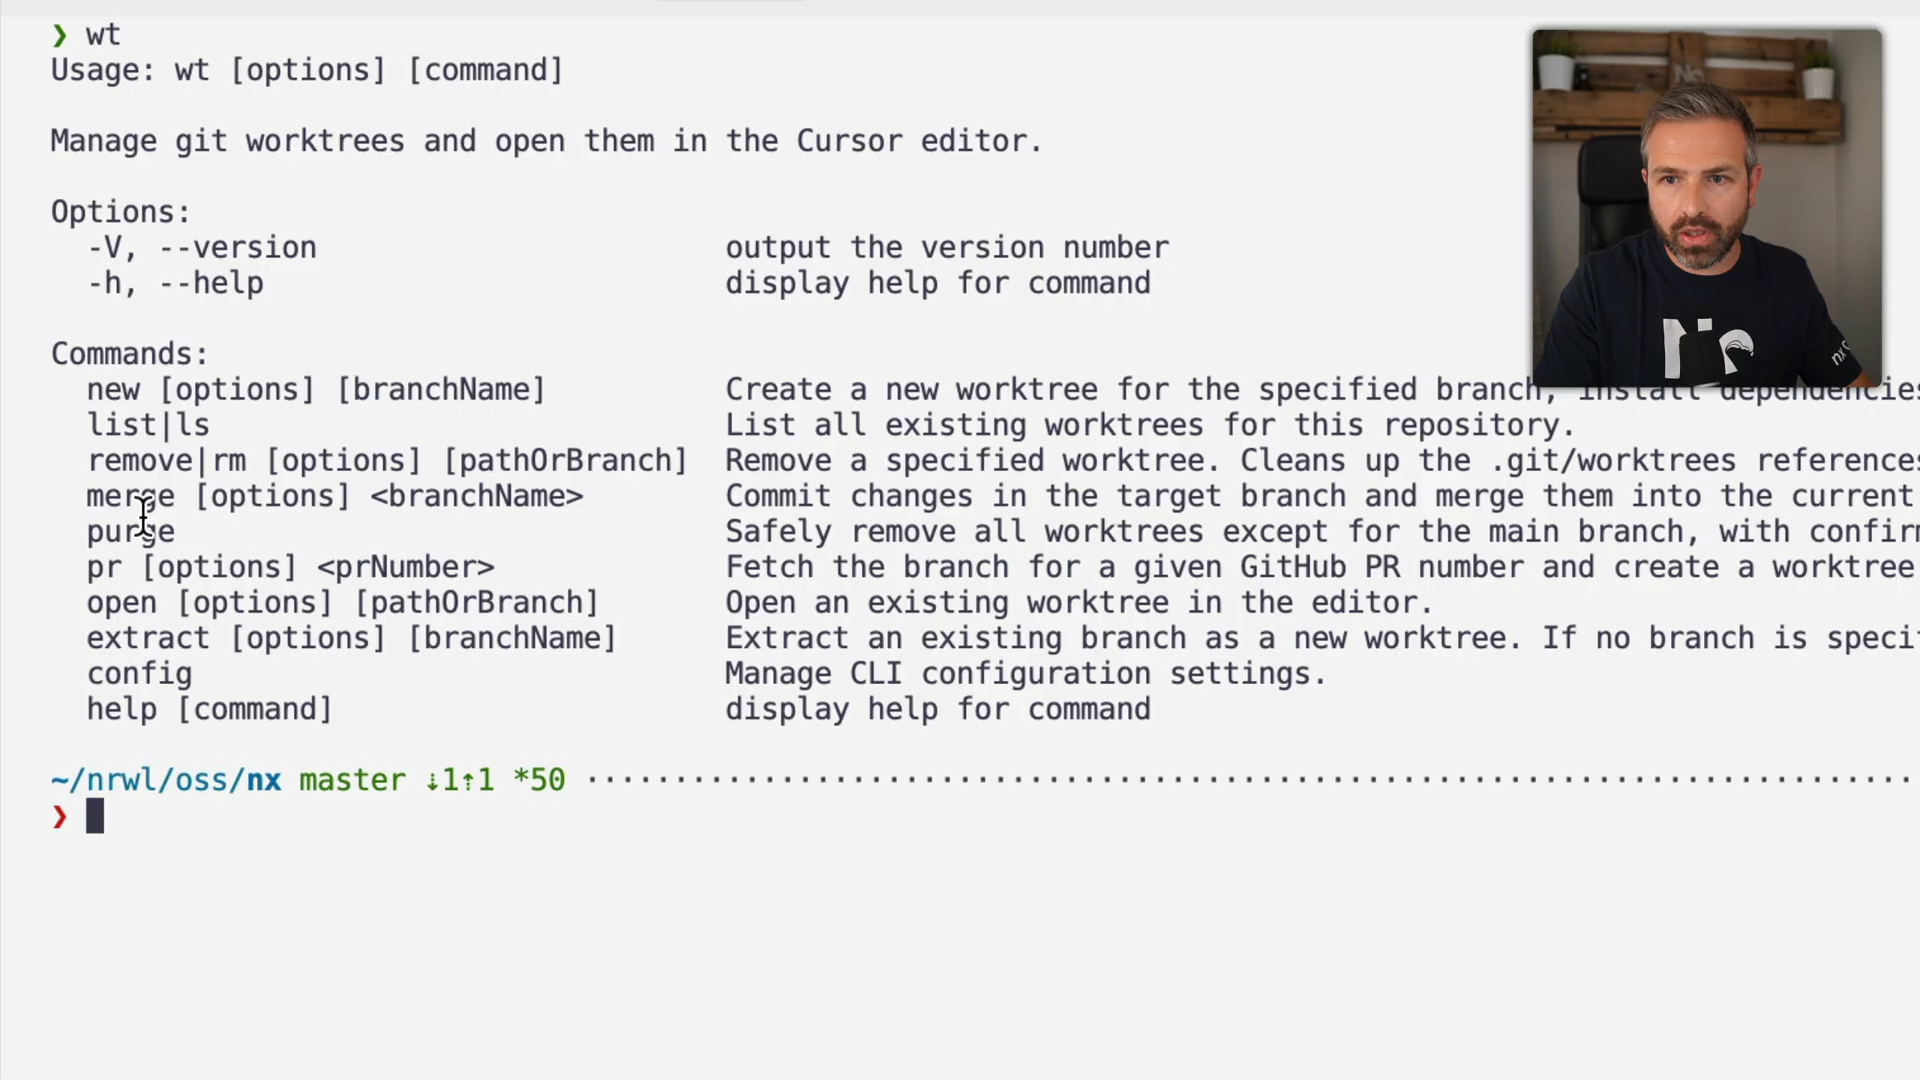 ❯ wt
Usage: wt [options] [command]
Manage git worktrees and open them in the Cursor editor.
Options:
-V, --version output the version number
-h, --help display help for command
Commands:
new [options] [branchName] Create a new worktree for the specified branch, install dependencies
list|ls List all existing worktrees for this repository.
remove|rm [options] [pathOrBranch] Remove a specified worktree. Cleans up the .git/worktrees references
merge [options] <branchName> Commit changes in the target branch and merge them into the current
purge Safely remove all worktrees except for the main branch, with confir
pr [options] <prNumber> Fetch the branch for a given GitHub PR number and create a worktree
open [options] [pathOrBranch] Open an existing worktree in the editor.
extract [options] [branchName] Extract an existing branch as a new worktree. If no branch is speci
config Manage CLI configuration settings.
help [command] display help for command
~/nrwl/oss/nx master ⇣1⇡1 *50 ····································
❯